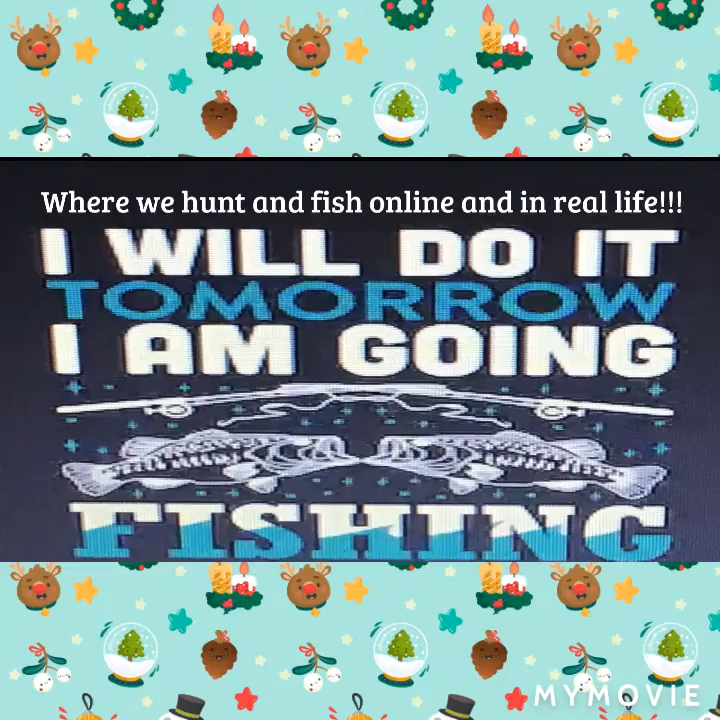 Where we hunt and fish online and in real life!!!
I WILL DO IT
TOMORROW
I AM GOING
FISHING
MYMOVIE